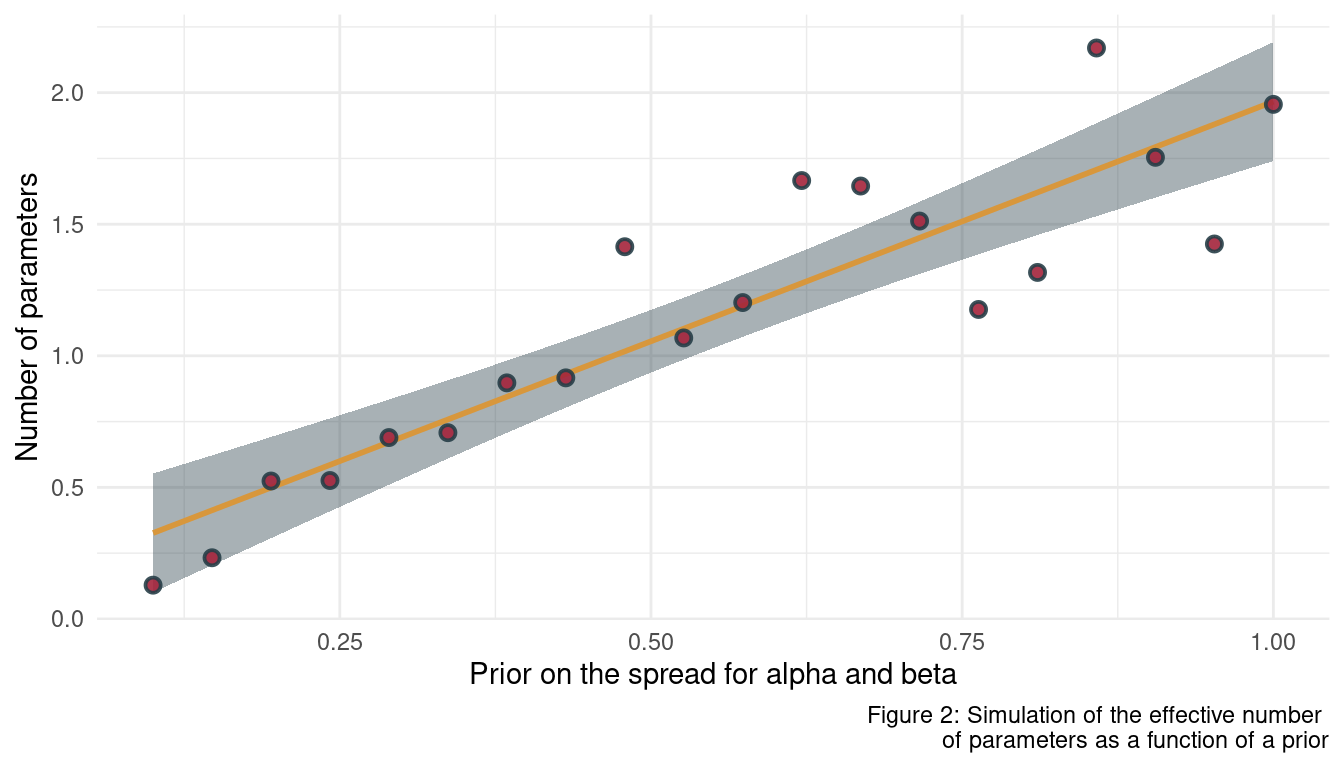 Number of parameters
2.0
1.5
1.0
0.5
0.0
0.25 0.50 0.75 1.00
Prior on the spread for alpha and beta
Figure 2: Simulation of the effective number
of parameters as a function of a prior